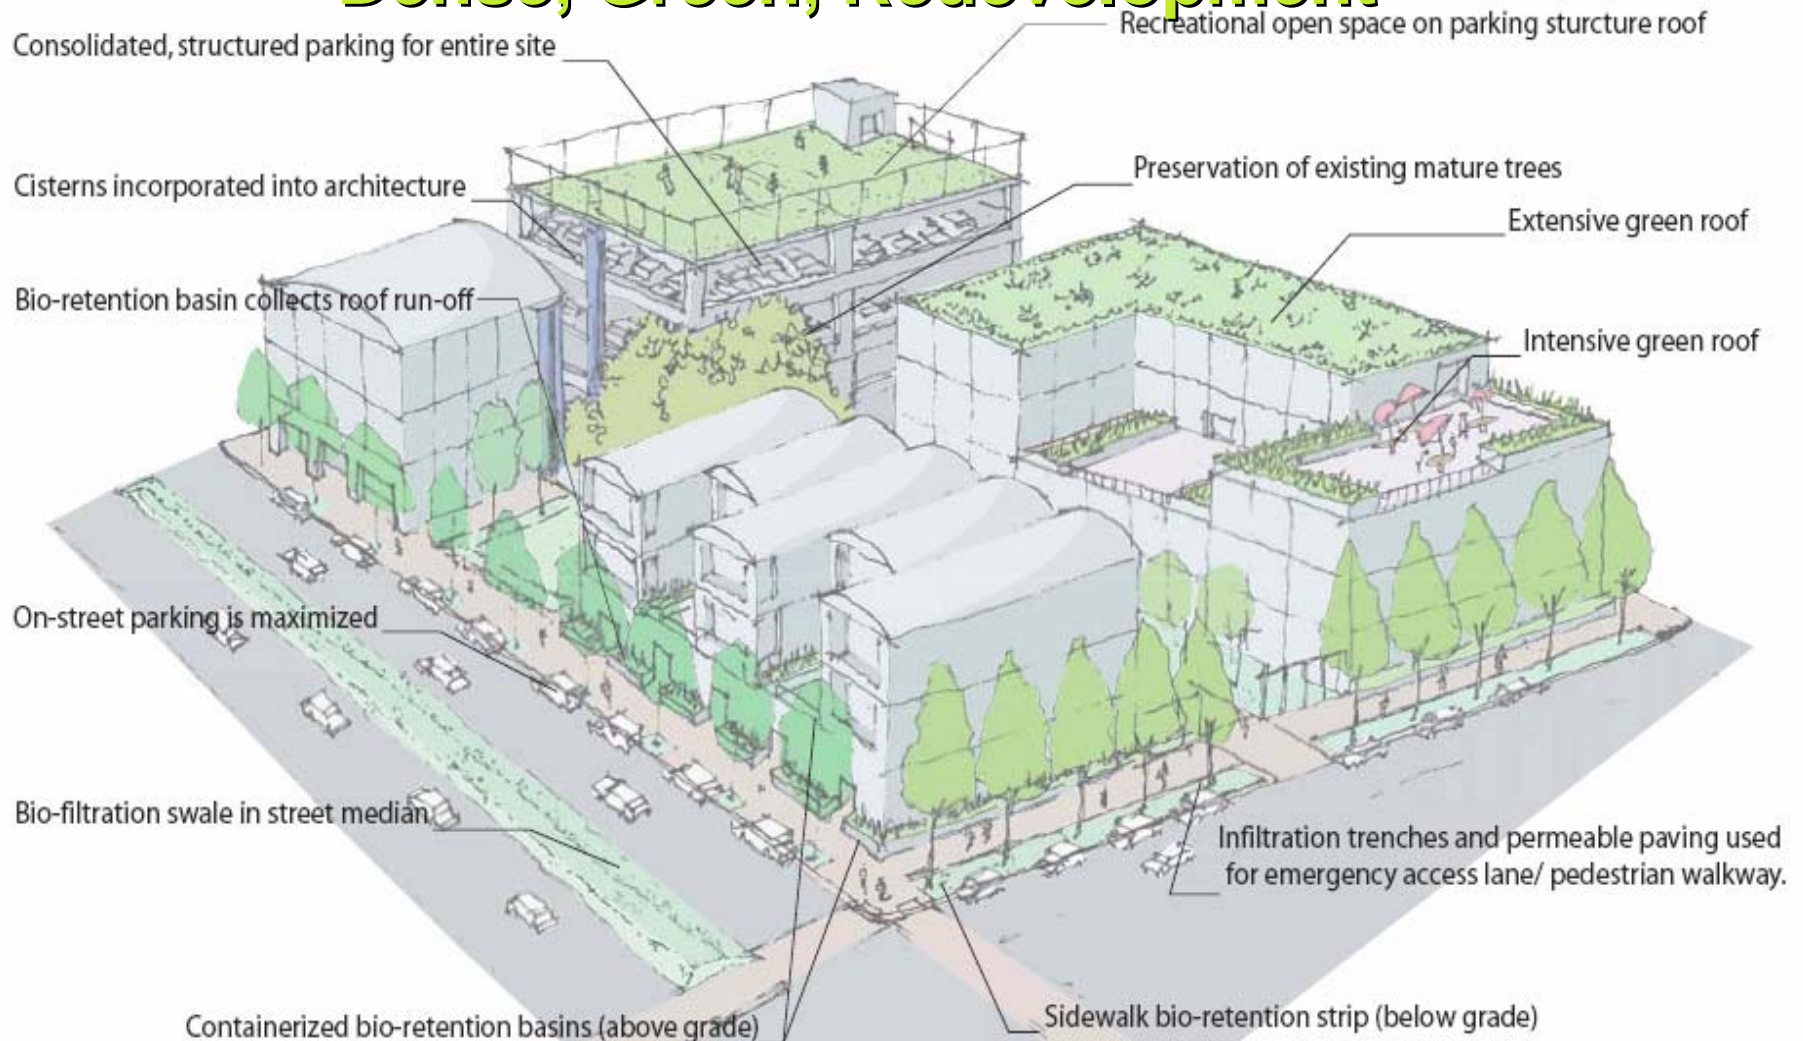 Dense, Green, Redevelopment
Consolidated, structured parking for entire site
Recreational open space on parking sturcture roof
Cisterns incorporated into architecture
Preservation of existing mature trees
Extensive green roof
Bio-retention basin collects roof run-off
Intensive green roof
On-street parking is maximized
Bio-filtration swale in street median
Infiltration trenches and permeable paving used
for emergency access lane/ pedestrian walkway.
Containerized bio-retention basins (above grade)
Sidewalk bio-retention strip (below grade)